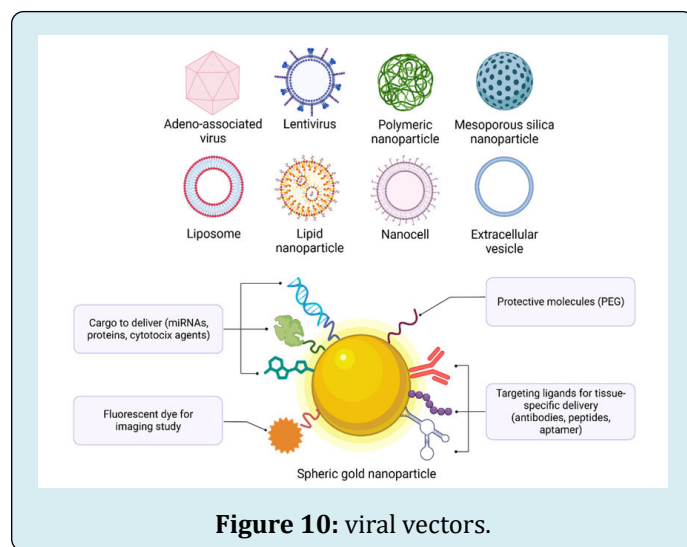 Adeno-associated
virus
Lentivirus
Polymeric
nanoparticle
Mesoporous silica
nanoparticle
Liposome
Lipid
nanoparticle
Nanocell
Extracellular
vesicle
Cargo to deliver (miRNAs,
proteins, cytotocix agents)
Protective molecules (PEG)
Fluorescent dye for
imaging study
Targeting ligands for tissue-
specific delivery
(antibodies, peptides,
aptamer)
Spheric gold nanoparticle
Figure 10: viral vectors.